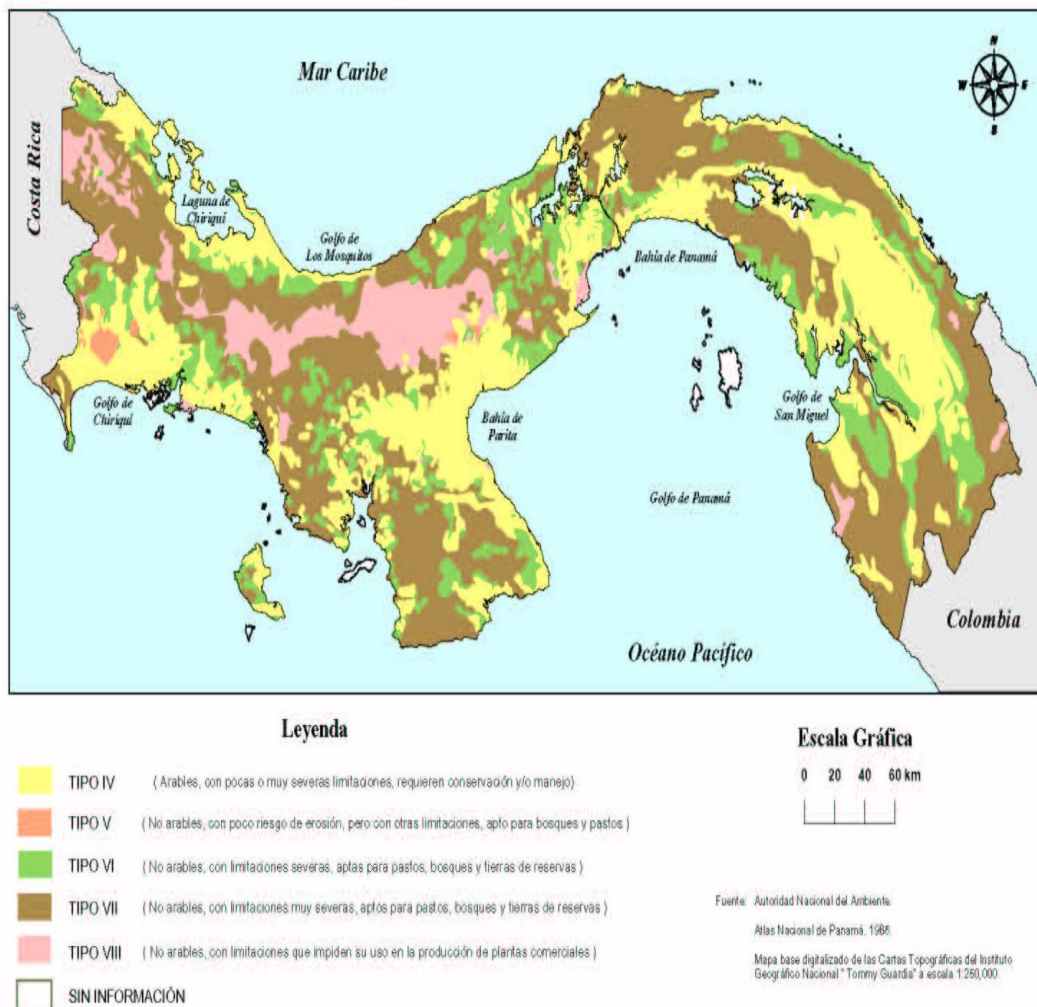 Mar Caribe
N
W
E
S
Costa Rica
Laguna de
Chiriquí
Golfo de
Los Mosquitos
Bahía de Panamá
Golfo de
Chiriquí
Bahía de
Parita
Golfo de
San Miguel
Golfo de Panamá
Colombia
Océano Pacífico
Leyenda
TIPO IV ( Arables, con pocas o muy severas limitaciones, requieren conservación y/o manejo)
TIPO V ( No arables, con poco riesgo de erosión, pero con otras limitaciones, apto para bosques y pastos )
TIPO VI ( No arables, con limitaciones severas, aptas para pastos, bosques y tierras de reservas )
TIPO VII ( No arables, con limitaciones muy severas, aptos para pastos, bosques y tierras de reservas )
TIPO VIII ( No arables, con limitaciones que impiden su uso en la producción de plantas comerciales )
SIN INFORMACIÓN
Escala Gráfica
0 20 40 60 km
Fuente: Autoridad Nacional del Ambiente.
Atlas Nacional de Panamá,
Mapa base digitalizado de las Cartas Topográficas del Instituto
Geográfico Nacional " Tommy Guardia" a escala 1:250,000.